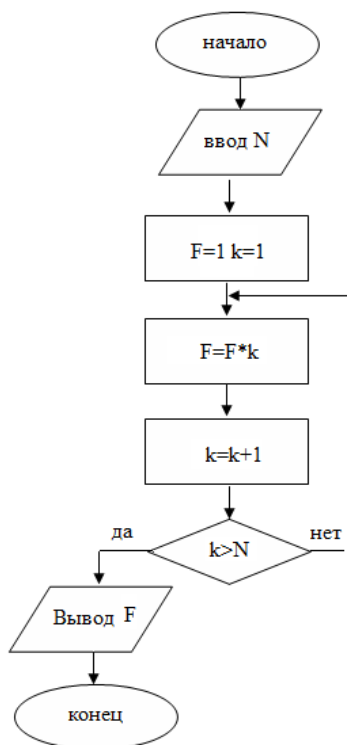 начало
ввод N
F=1 k=1
F=F*k
k=k+1
да
нет
k>N
Вывод F
конец